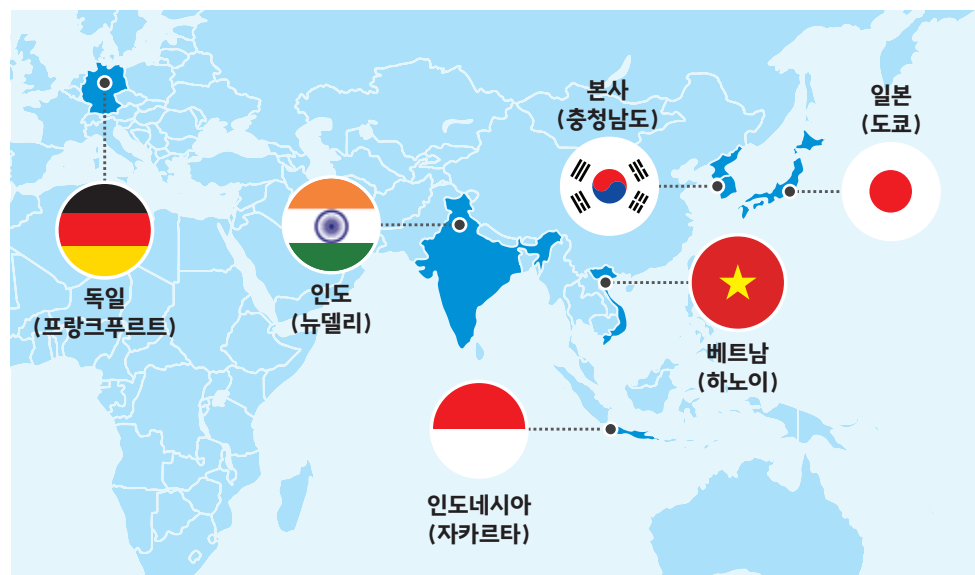 본사
(충청남도)
일본
(도쿄)
독일
(프랑크푸르트)
인도
(뉴델리)
베트남
(하노이)
인도네시아
(자카르타)